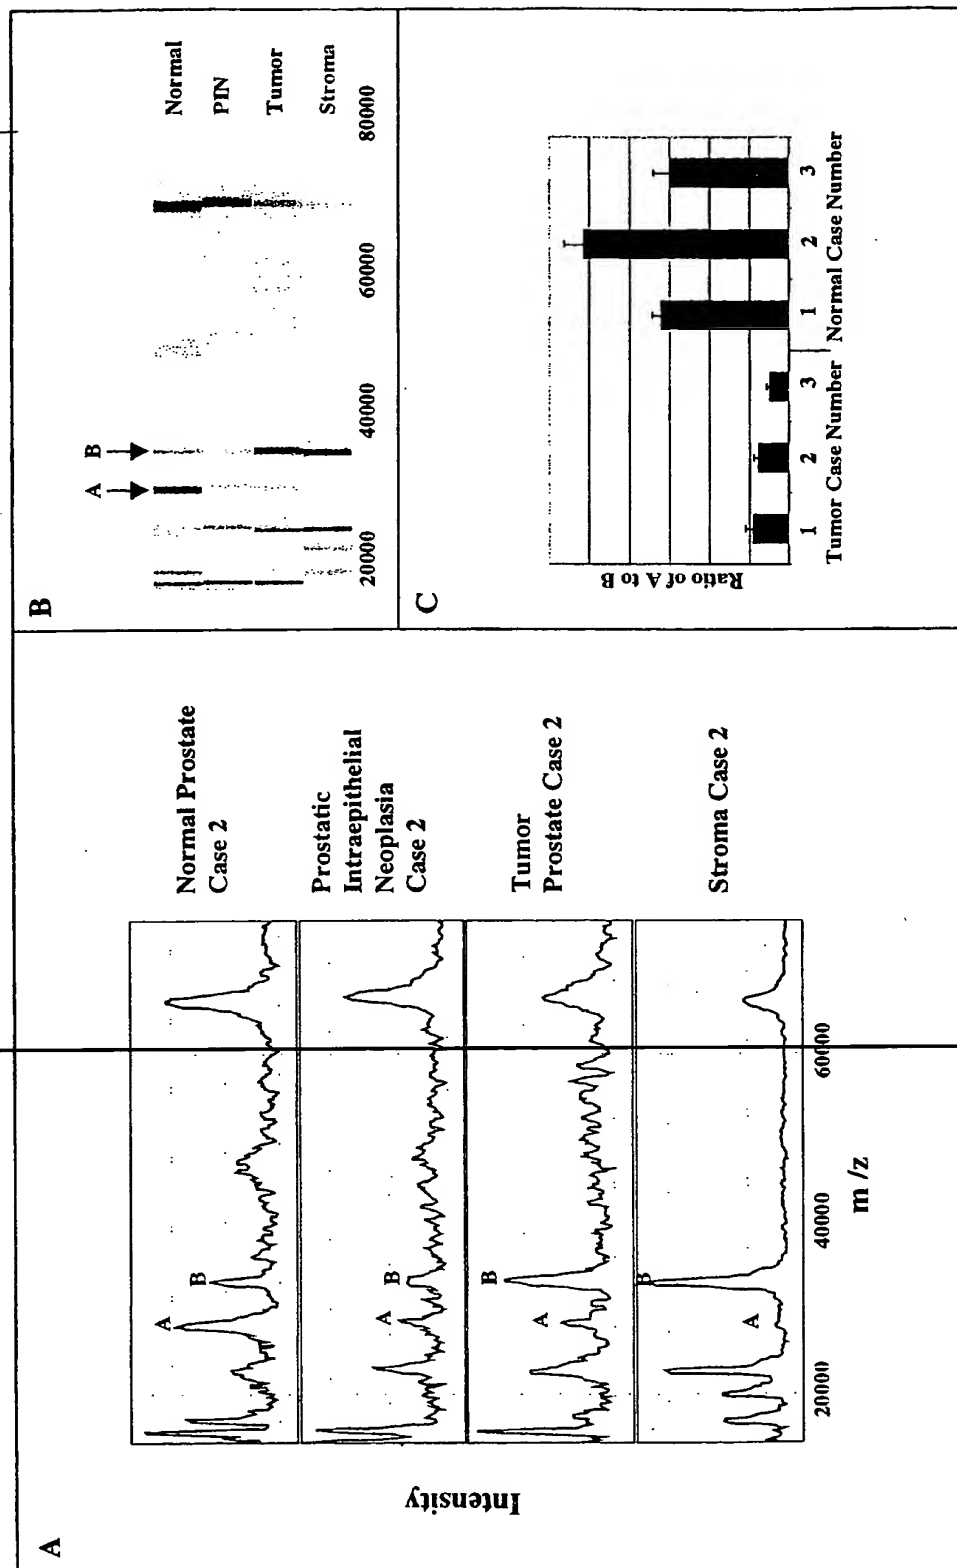 A
Intensity
A
B
Normal Prostate
Case 2
A
B
Prostatic
Intraepithelial
Neoplasia
Case 2
A
B
Tumor
Prostate Case 2
A
B
Stroma Case 2
20000
40000
60000
m /z
B
A
B
Normal
PIN
Tumor
Stroma
20000
40000
60000
80000
C
Ratio of A to B
1
2
3
1
2
3
Tumor Case Number
Normal Case Number